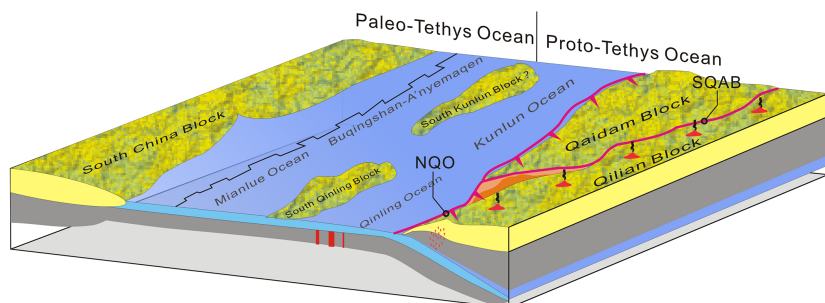 Paleo-Tethys Ocean
Proto-Tethys Ocean
SQAB
South China Block
Buqingshan-A'nyemaqen
South Kunlun Block?
Kunlun Ocean
Qaidam Block
Mianlue Ocean
NQO
Qilian Block
South Qinling Block
Qinling Ocean